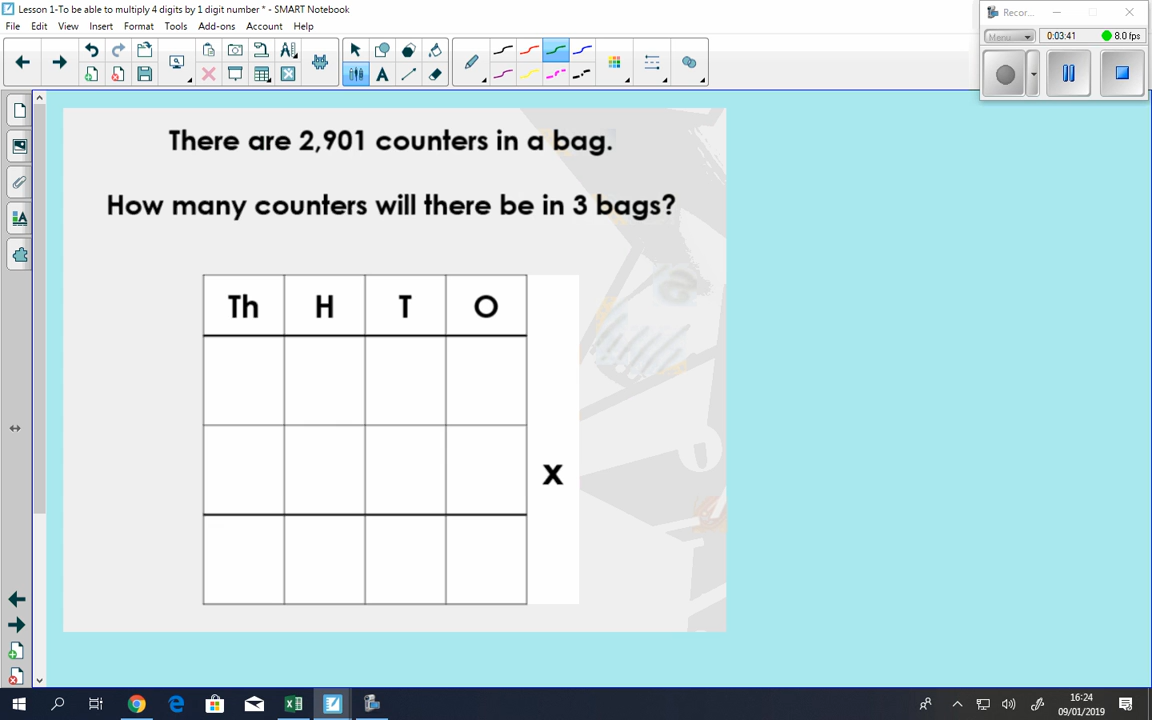 Lesson 1-To be able to multiply 4 digits by 1 digit number * - SMART Notebook
File Edit View Insert Format Tools Add-ons Account Help
Recor...
Menu 0:03:41 8.0 fps
There are 2,901 counters in a bag.
How many counters will there be in 3 bags?
Th H T O
x
16:24
09/01/2019